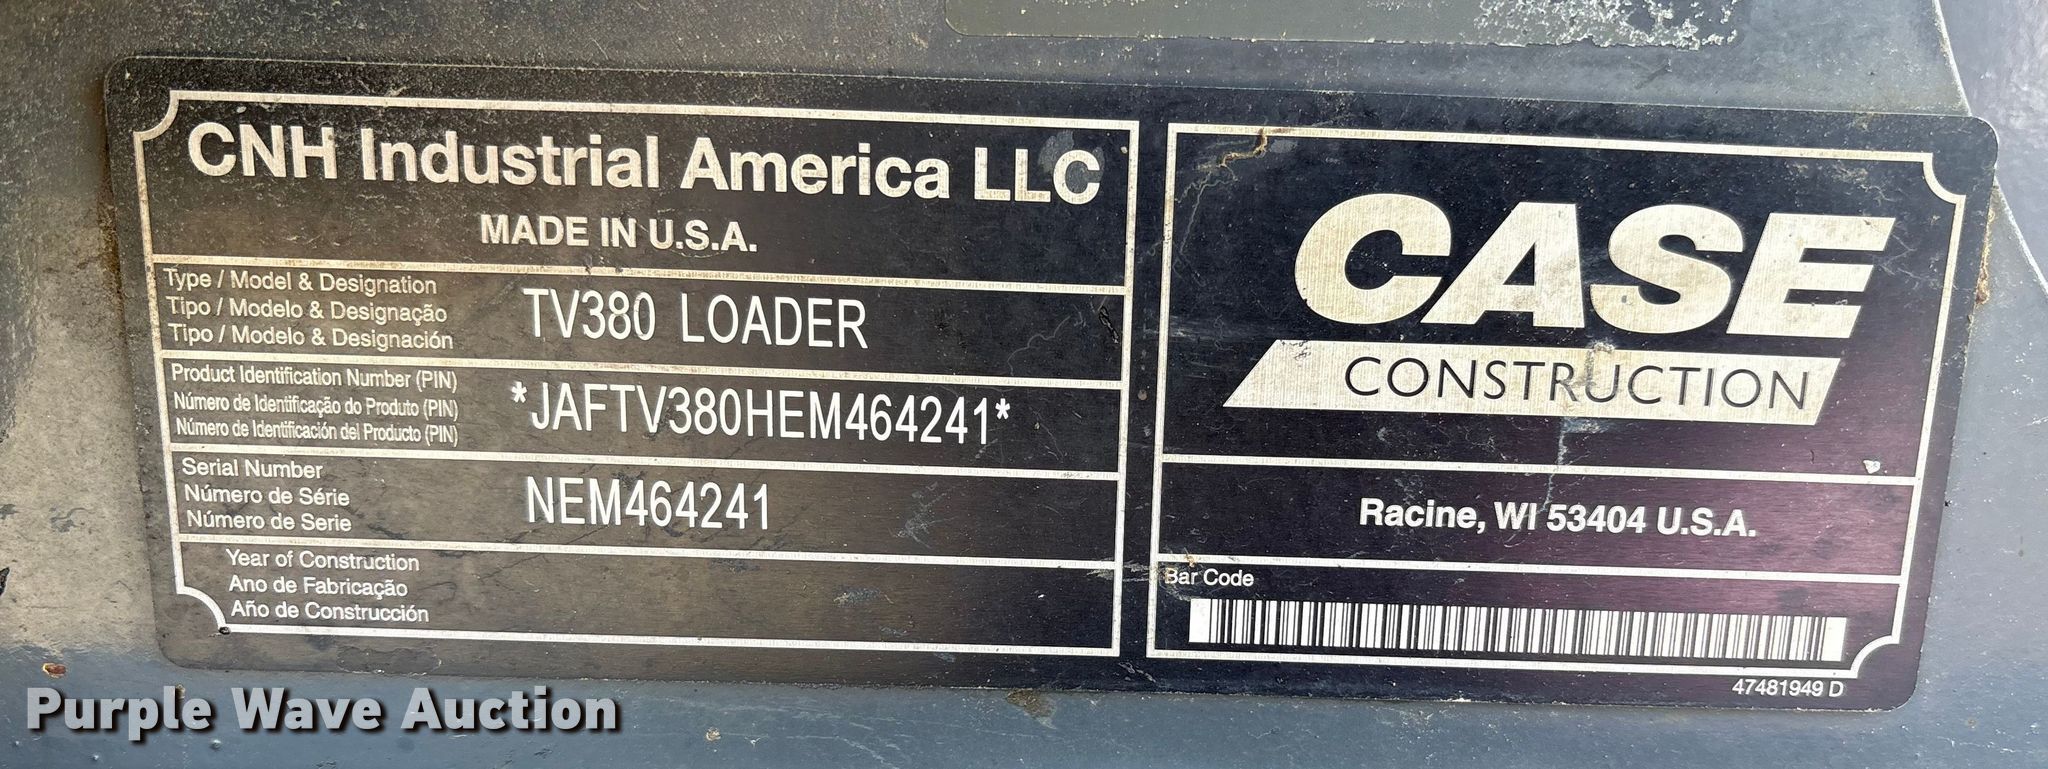 CNH Industrial America LLC
MADE IN U.S.A.
Type / Model & Designation
Tipo / Modelo & Designação
Tipo / Modelo & Designación
TV380 LOADER
Product Identification Number (PIN)
Número de Identificação do Produto (PIN)
Número de Identificación del Producto (PIN)
*JAFTV380HEM464241*
Serial Number
Número de Série
Número de Serie
NEM464241
Year of Construction
Ano de Fabricação
Año de Construcción
CASE
CONSTRUCTION
Racine, WI 53404 U.S.A.
Bar Code
47481949 D
Purple Wave Auction